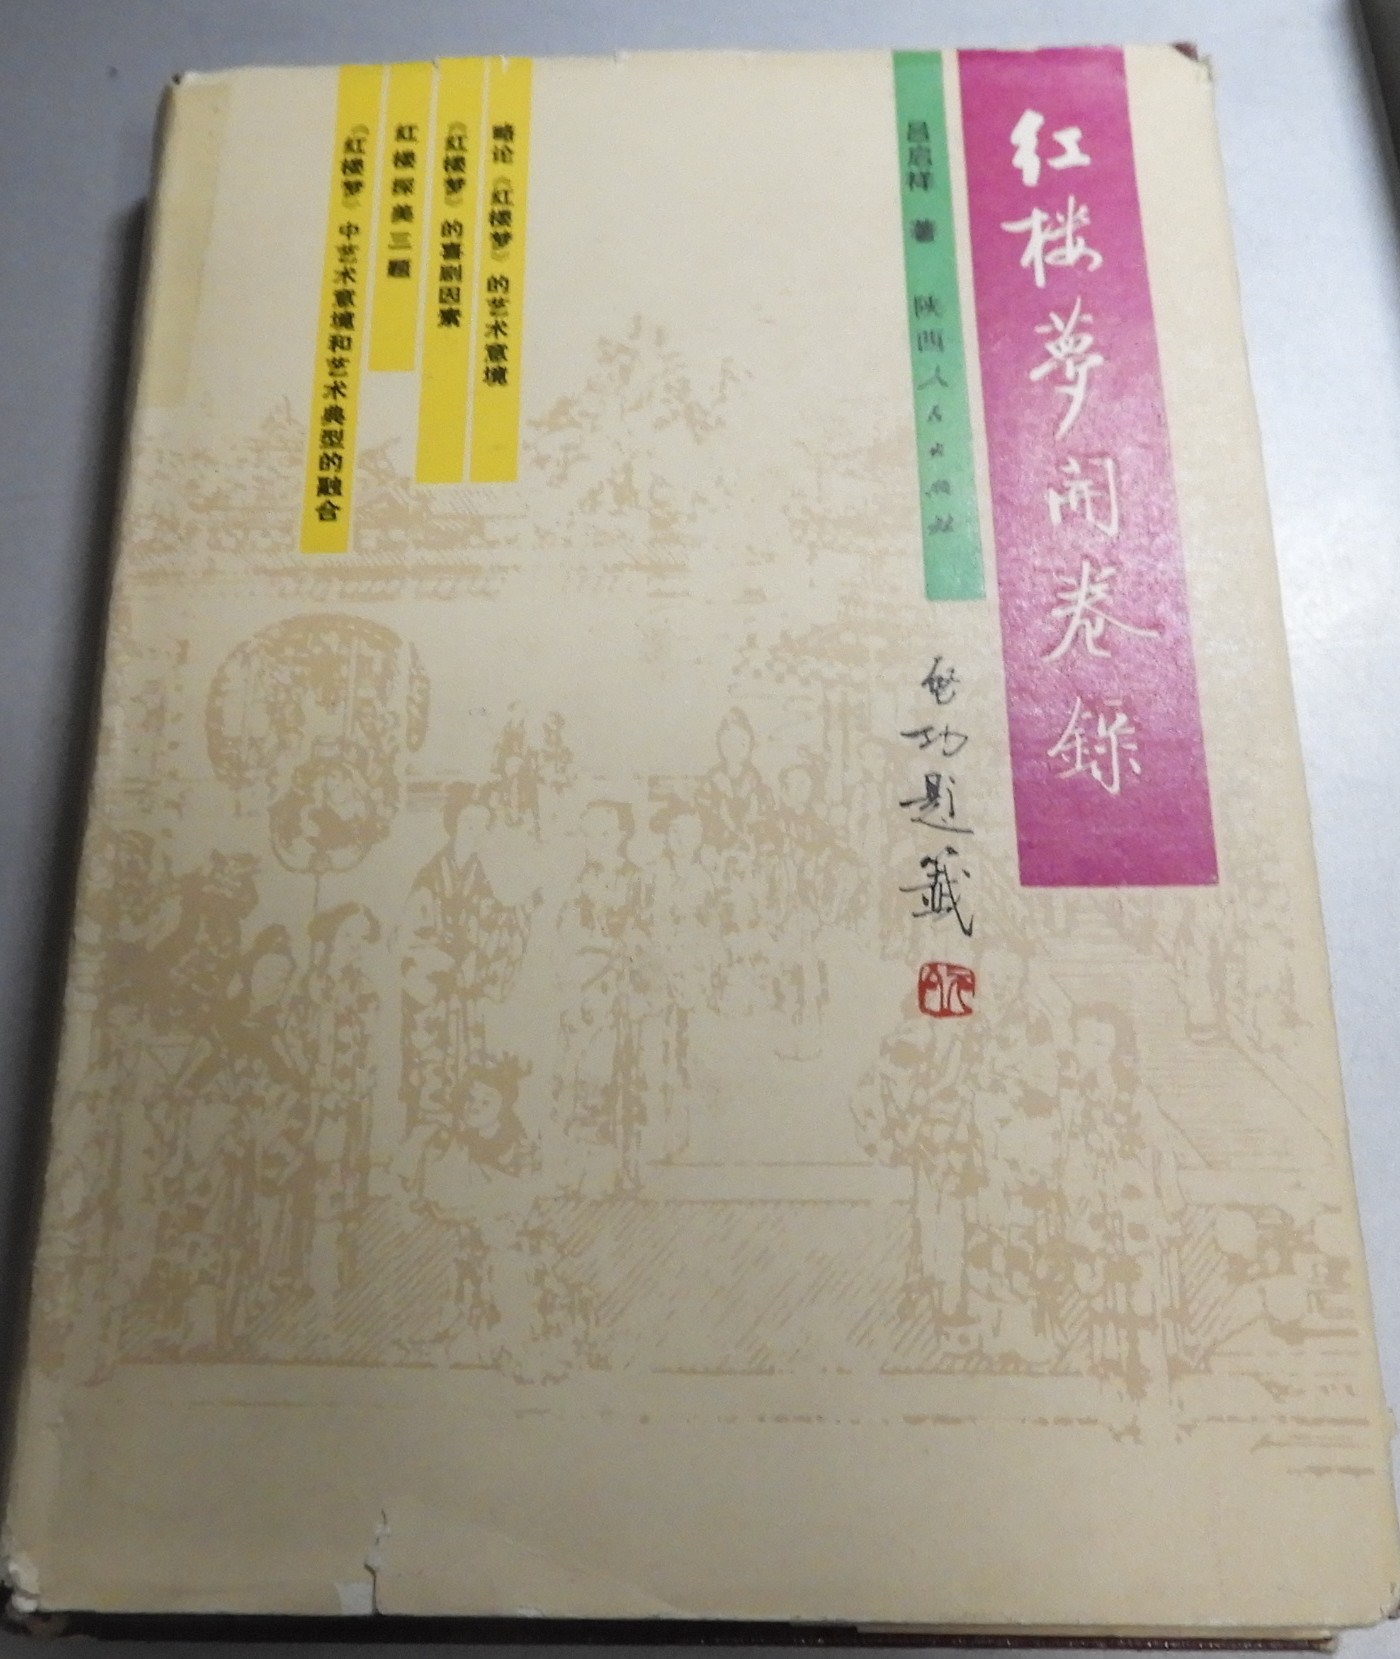 红楼夢開卷錄
吕启祥 著 陕西人民出版社
启功题籤
略论《红楼梦》的艺术意境
《红楼梦》的喜剧因素
红楼探美三题
《红楼梦》中艺术意境和艺术典型的融合